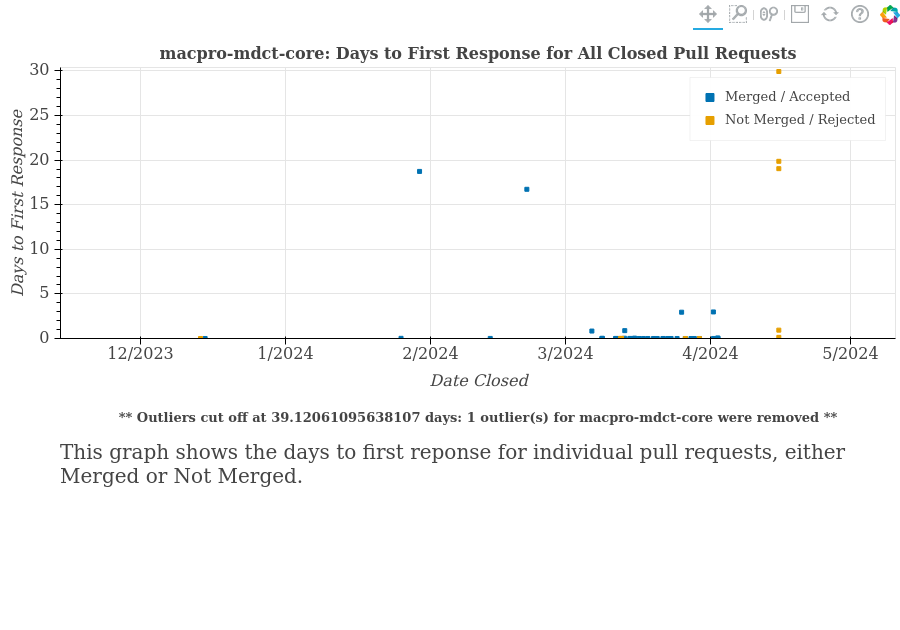 macpro-mdct-core: Days to First Response for All Closed Pull Requests
30
25
20
15
10
5
0
Days to First Response
Merged / Accepted
Not Merged / Rejected
12/2023 1/2024 2/2024 3/2024 4/2024 5/2024
Date Closed
** Outliers cut off at 39.12061095638107 days: 1 outlier(s) for macpro-mdct-core were removed **
This graph shows the days to first reponse for individual pull requests, either
Merged or Not Merged.